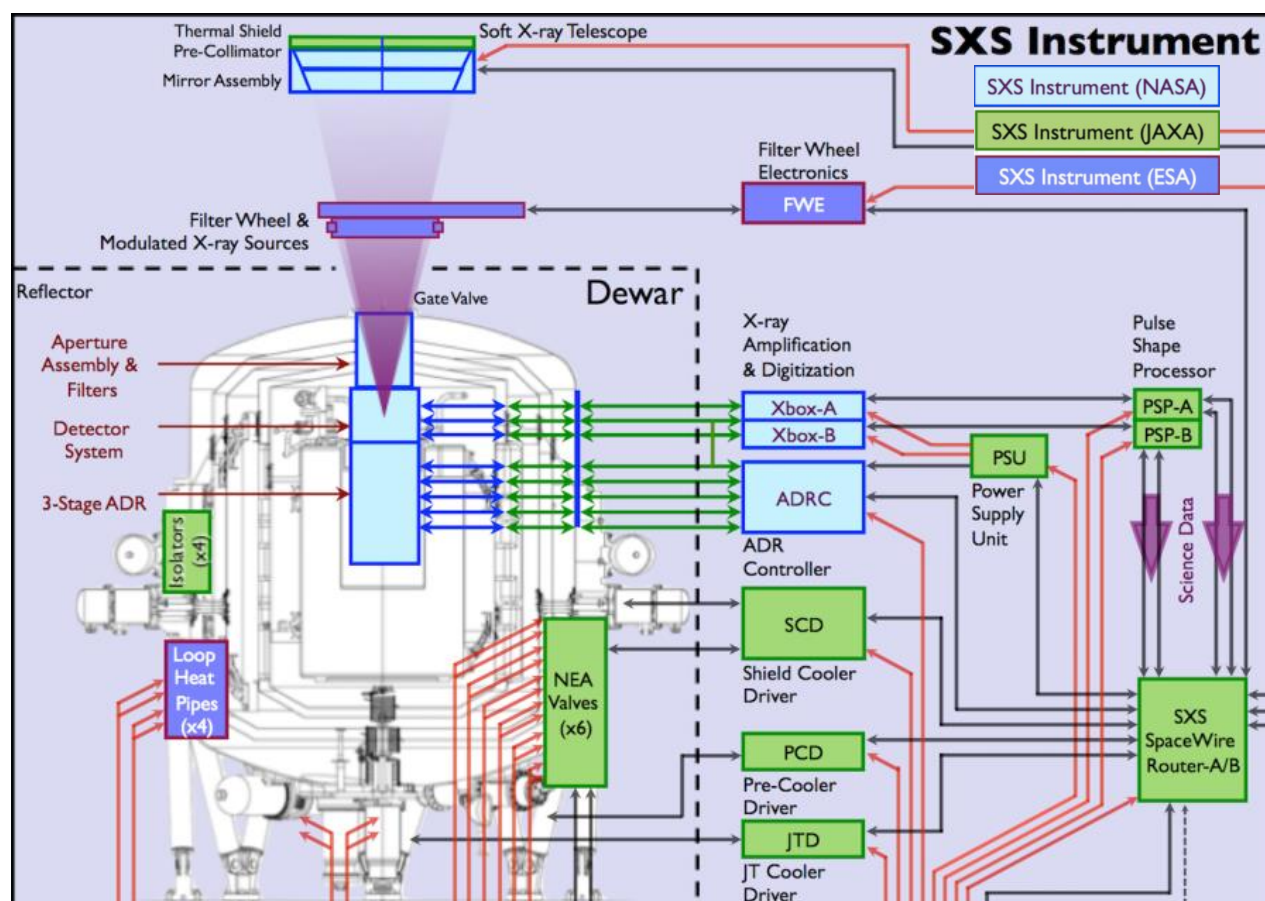 SXS Instrument
Thermal Shield
Pre-Collimator
Mirror Assembly
Soft X-ray Telescope
SXS Instrument (NASA)
SXS Instrument (JAXA)
SXS Instrument (ESA)
Filter Wheel
Electronics
FWE
Filter Wheel &
Modulated X-ray Sources
Reflector
Dewar
Gate Valve
Aperture
Assembly &
Filters
Detector
System
3-Stage ADR
Isolators
(x4)
Loop
Heat
Pipes
(x4)
NEA
Valves
(x6)
X-ray
Amplification
& Digitization
Xbox-A
Xbox-B
ADRC
ADR
Controller
SCD
Shield Cooler
Driver
PCD
Pre-Cooler
Driver
JTD
JT Cooler
Driver
PSU
Power
Supply
Unit
Pulse
Shape
Processor
PSP-A
PSP-B
Science Data
SXS
SpaceWire
Router-A/B